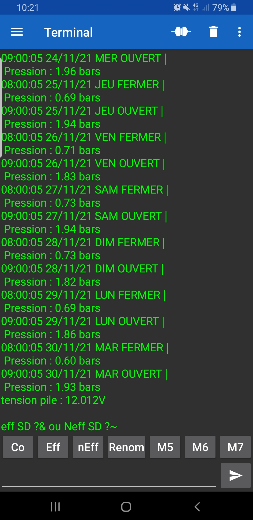 10:21
79%
Terminal
09:00:05 24/11/21 MER OUVERT |
Pression : 1.96 bars
08:00:05 25/11/21 JEU FERMER |
Pression : 0.69 bars
09:00:05 25/11/21 JEU OUVERT |
Pression : 1.94 bars
08:00:05 26/11/21 VEN FERMER |
Pression : 0.71 bars
09:00:05 26/11/21 VEN OUVERT |
Pression : 1.83 bars
08:00:05 27/11/21 SAM FERMER |
Pression : 0.73 bars
09:00:05 27/11/21 SAM OUVERT |
Pression : 1.94 bars
08:00:05 28/11/21 DIM FERMER |
Pression : 0.73 bars
09:00:05 28/11/21 DIM OUVERT |
Pression : 1.82 bars
08:00:05 29/11/21 LUN FERMER |
Pression : 0.69 bars
09:00:05 29/11/21 LUN OUVERT |
Pression : 1.86 bars
08:00:05 30/11/21 MAR FERMER |
Pression : 0.60 bars
09:00:05 30/11/21 MAR OUVERT |
Pression : 1.93 bars
tension pile : 12.012V
eff SD ?& ou Neff SD ?~
Co Eff nEff Renom M5 M6 M7